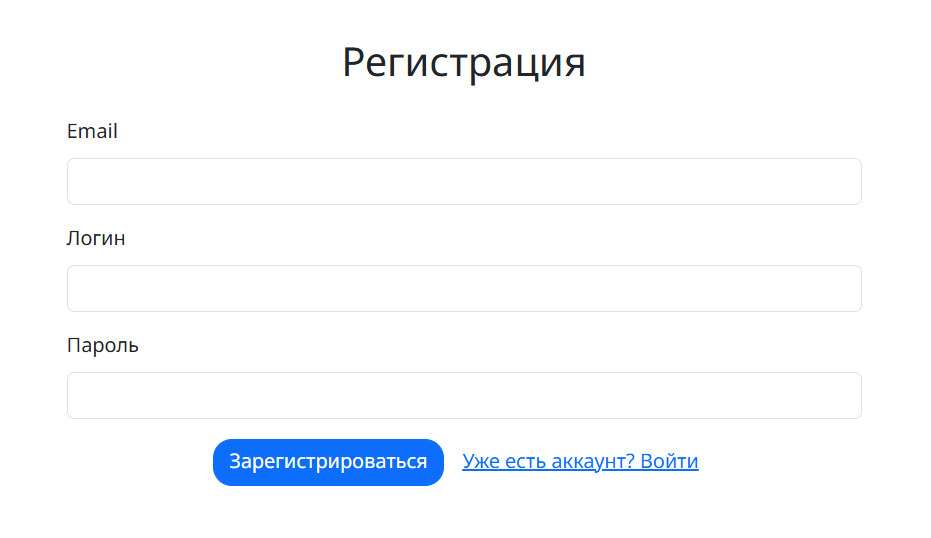 Регистрация
Email
Логин
Пароль
Зарегистрироваться Уже есть аккаунт? Войти